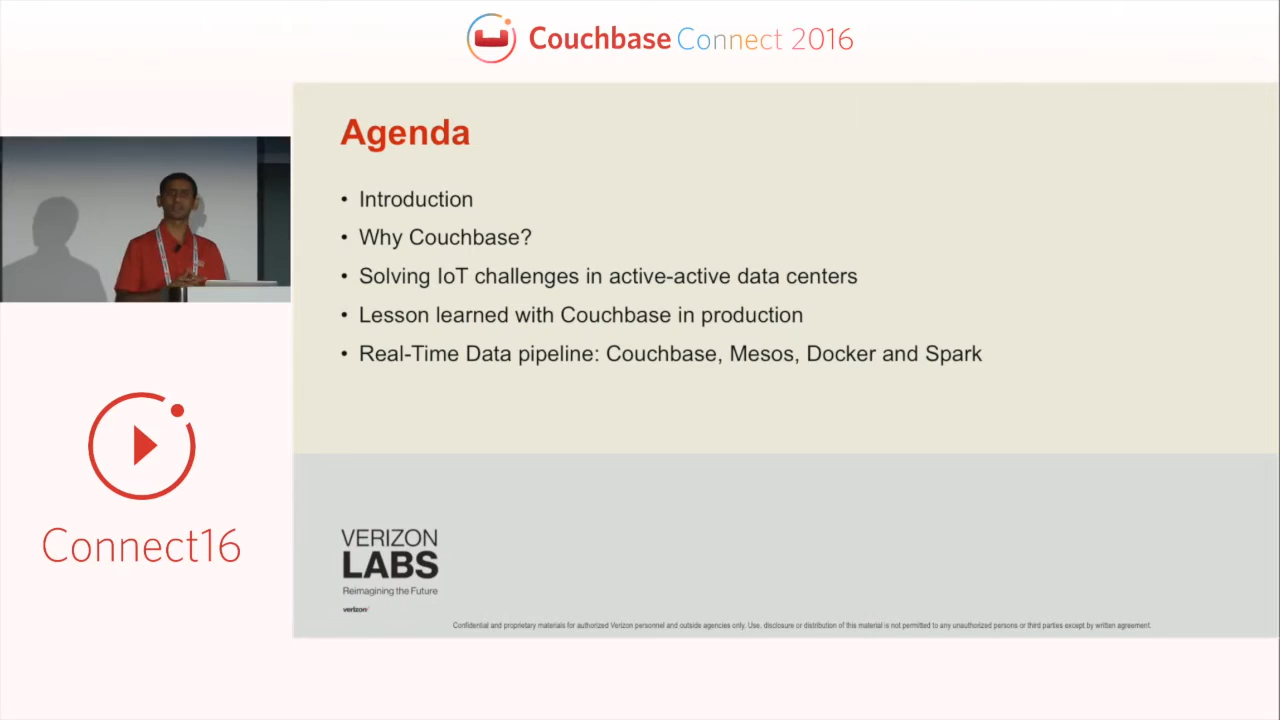 Couchbase Connect 2016
Agenda
• Introduction
• Why Couchbase?
• Solving IoT challenges in active-active data centers
• Lesson learned with Couchbase in production
• Real-Time Data pipeline: Couchbase, Mesos, Docker and Spark
Connect16
VERIZON
LABS
Reimagining the Future
verizon
Confidential and proprietary materials for authorized Verizon personnel and outside agencies only. Use, disclosure or distribution of this material is not permitted to any unauthorized persons or third parties except by written agreement.